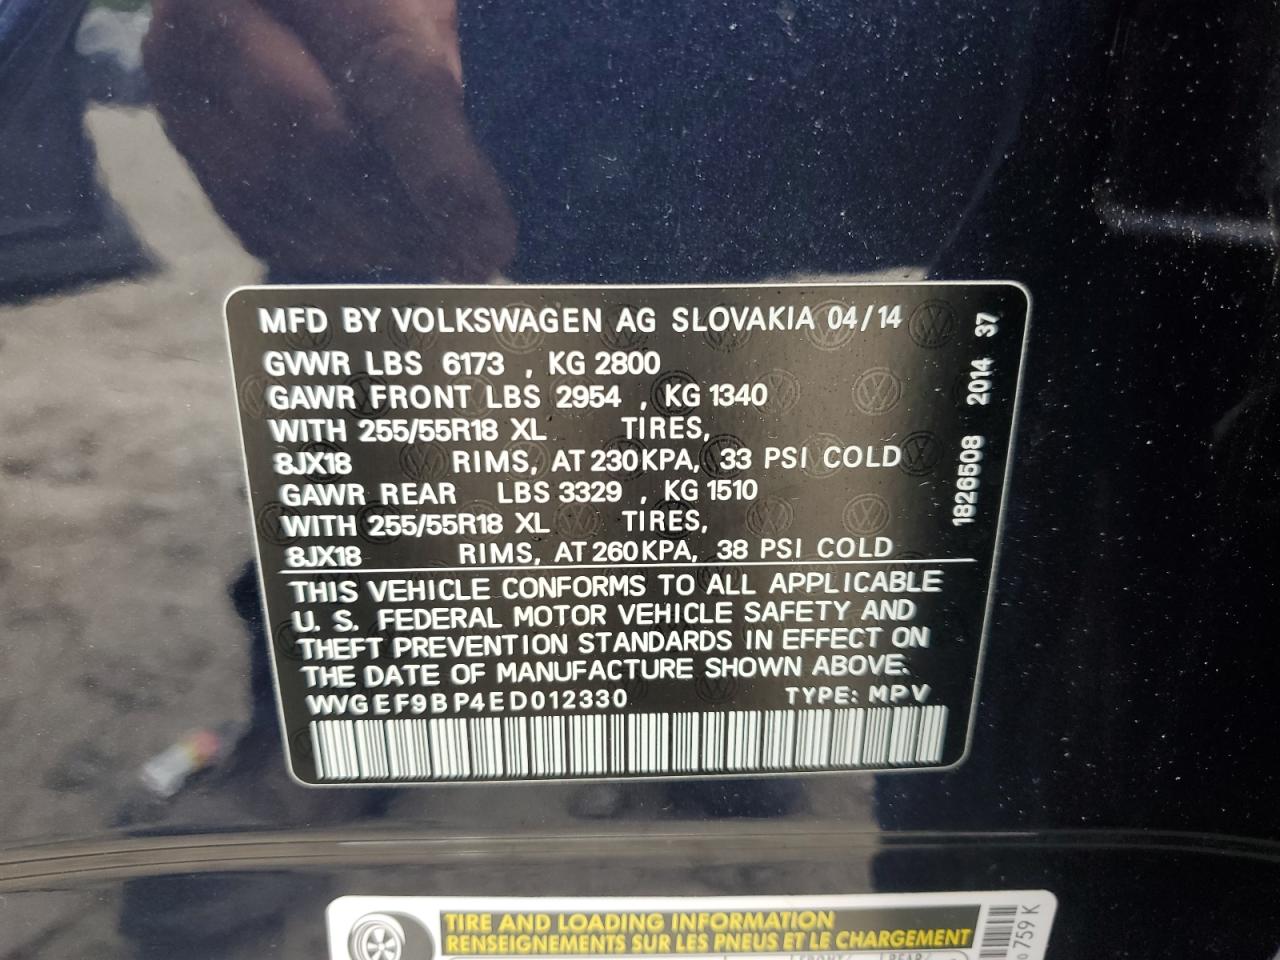 MFD BY VOLKSWAGEN AG SLOVAKIA 04/14
GVWR LBS 6173 , KG 2800
GAWR FRONT LBS 2954 , KG 1340
WITH 255/55R18 XL TIRES,
8JX18 RIMS, AT 230KPA, 33 PSI COLD
GAWR REAR LBS 3329 , KG 1510
WITH 255/55R18 XL TIRES,
8JX18 RIMS, AT 260KPA, 38 PSI COLD
THIS VEHICLE CONFORMS TO ALL APPLICABLE
U. S. FEDERAL MOTOR VEHICLE SAFETY AND
THEFT PREVENTION STANDARDS IN EFFECT ON
THE DATE OF MANUFACTURE SHOWN ABOVE.
WVGEF9BP4ED012330 TYPE: MPV
1826508 2014 37
TIRE AND LOADING INFORMATION
RENSEIGNEMENTS SUR LES PNEUS ET LE CHARGEMENT
759 K